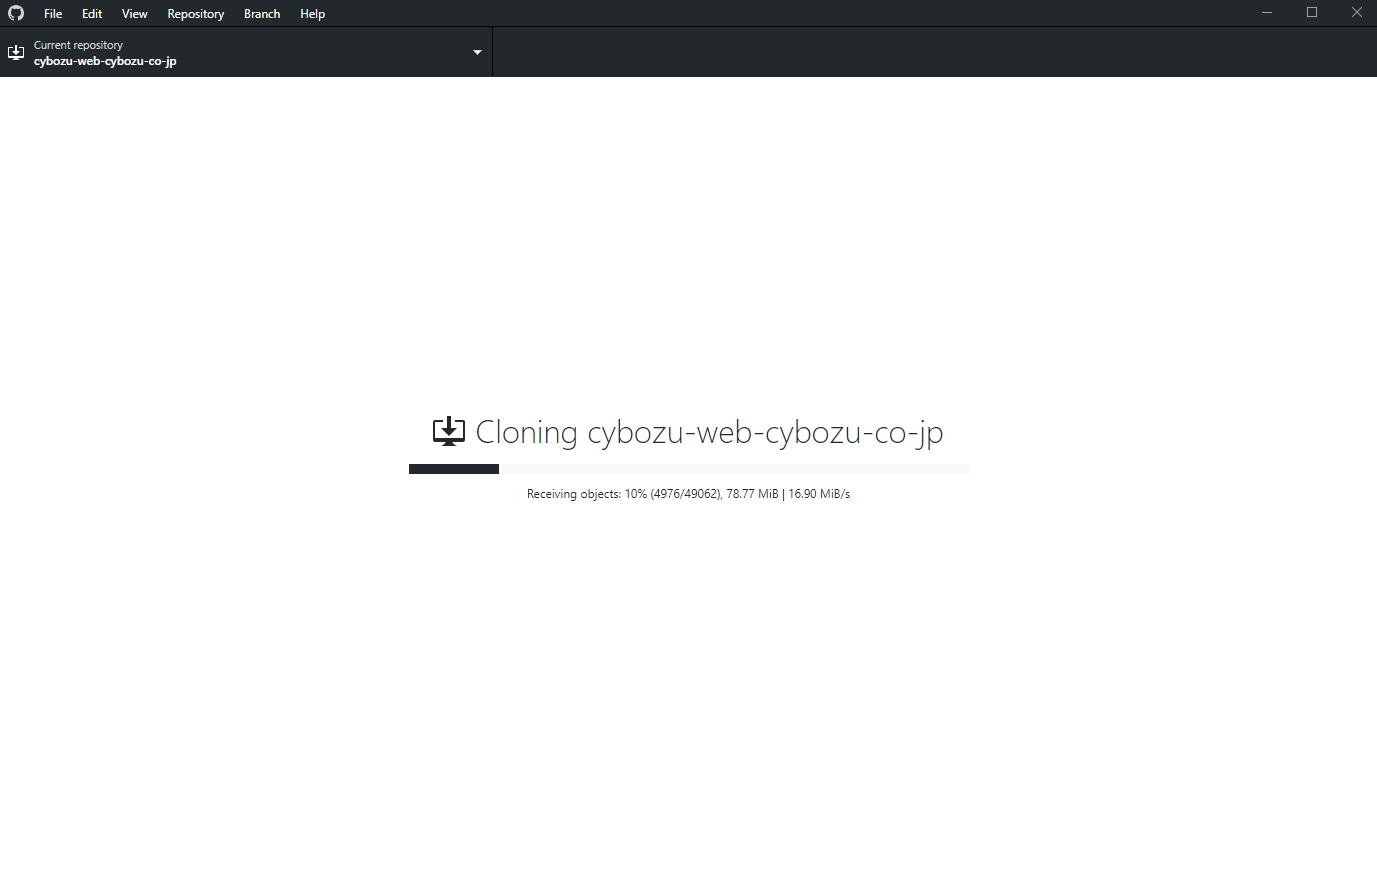 File Edit View Repository Branch Help
Current repository
cybozu-web-cybozu-co-jp
Cloning cybozu-web-cybozu-co-jp
Receiving objects: 10% (4976/49062), 78.77 MiB | 16.90 MiB/s